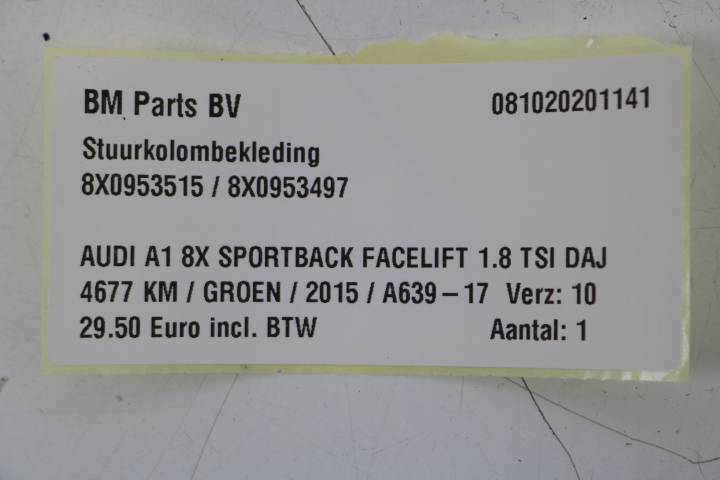 BM Parts BV 081020201141
Stuurkolombekleding
8X0953515 / 8X0953497
AUDI A1 8X SPORTBACK FACELIFT 1.8 TSI DAJ
4677 KM / GROEN / 2015 / A639-17 Verz: 10
29.50 Euro incl. BTW Aantal: 1